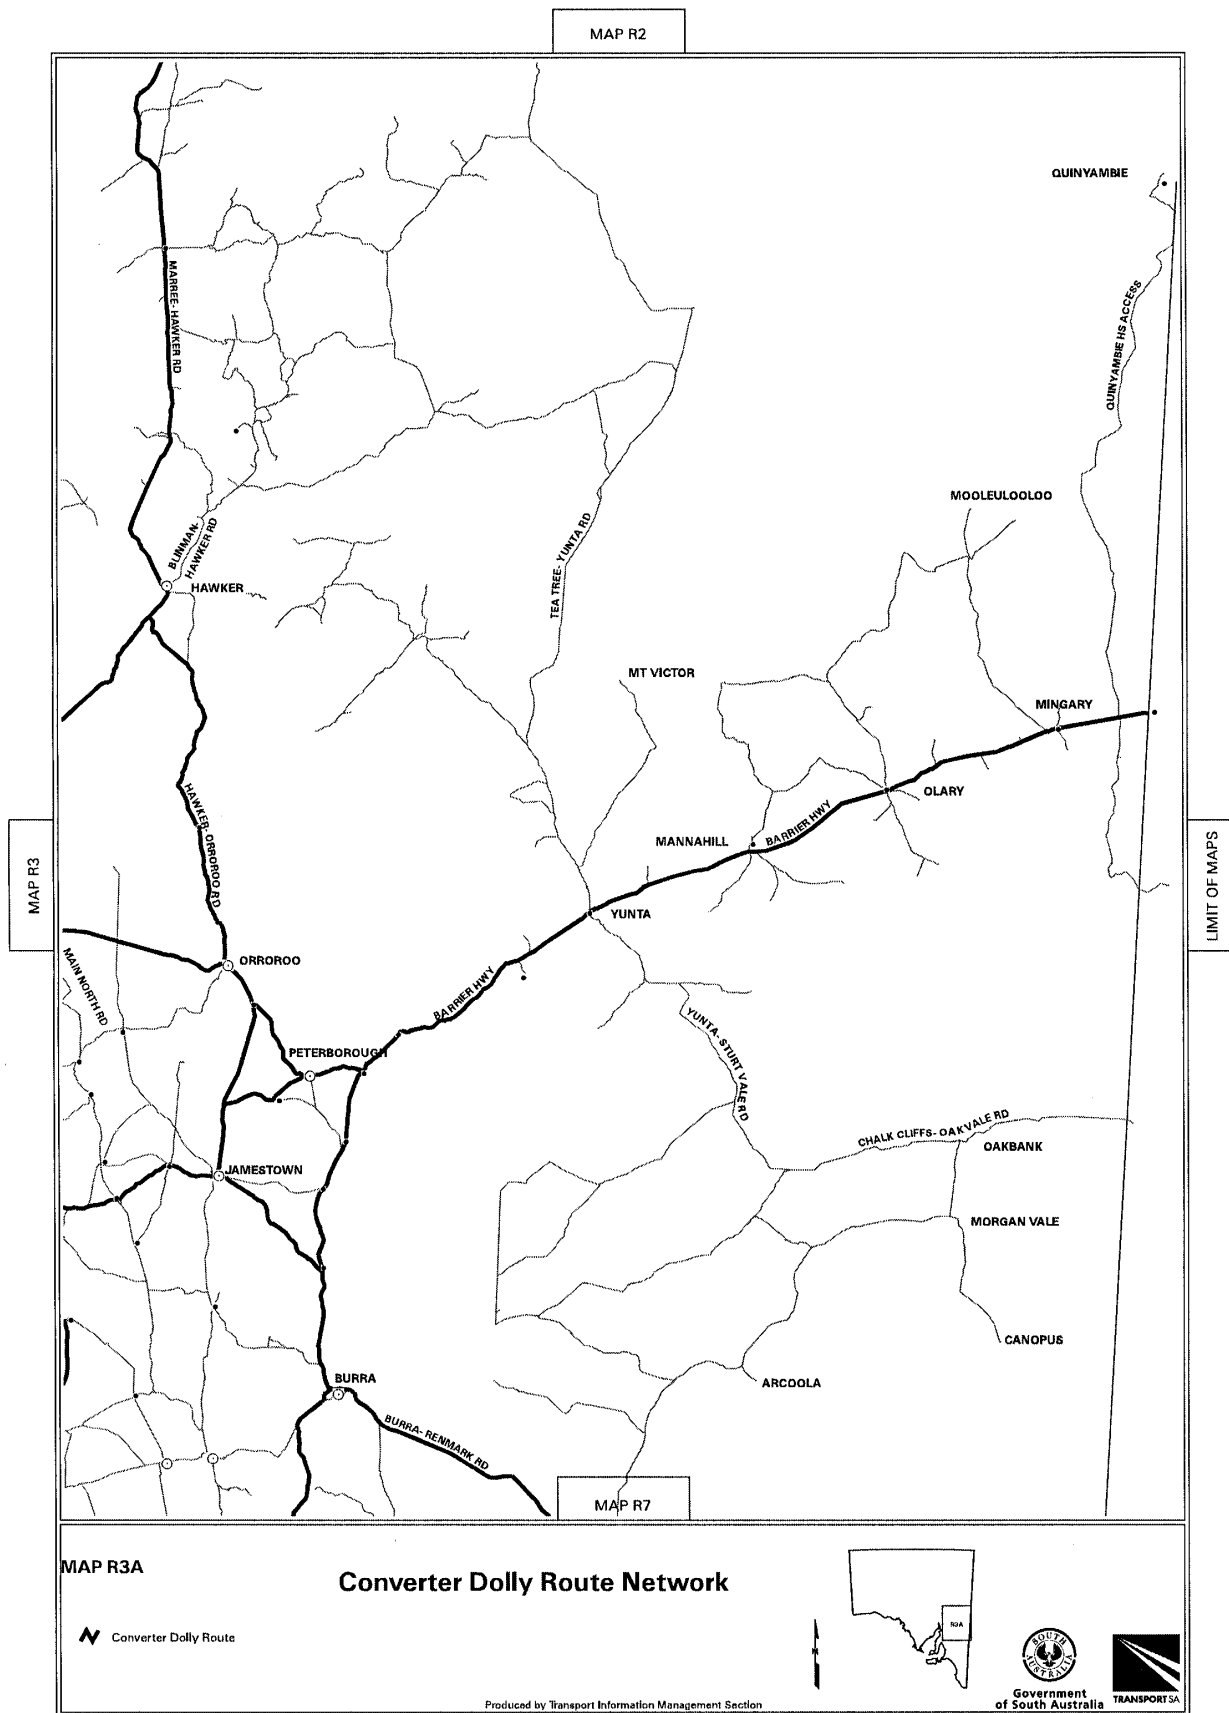 MAP R2
QUINYAMBIE
MARREE- HAWKER RD
QUINYAMBIE HS ACCESS
MOOLEULOOLOO
BLINMAN-
HAWKER RD
TEA TREE- YUNTA RD
HAWKER
MT VICTOR
MINGARY
HAWKER- ORROROO RD
OLARY
BARRIER HWY
MANNAHILL
MAP R3
LIMIT OF MAPS
YUNTA
MAIN NORTH RD
ORROROO
BARRIER HWY
YUNTA- STURT VALE RD
PETERBOROUGH
CHALK CLIFFS- OAKVALE RD
OAKBANK
JAMESTOWN
MORGAN VALE
CANOPUS
BURRA
ARCOOLA
BURRA- RENMARK RD
MAP R7
MAP R3A
Converter Dolly Route Network
Converter Dolly Route
R3A
N
SOUTH
AUSTRALIA
Government
of South Australia
TRANSPORT SA
Produced by Transport Information Management Section